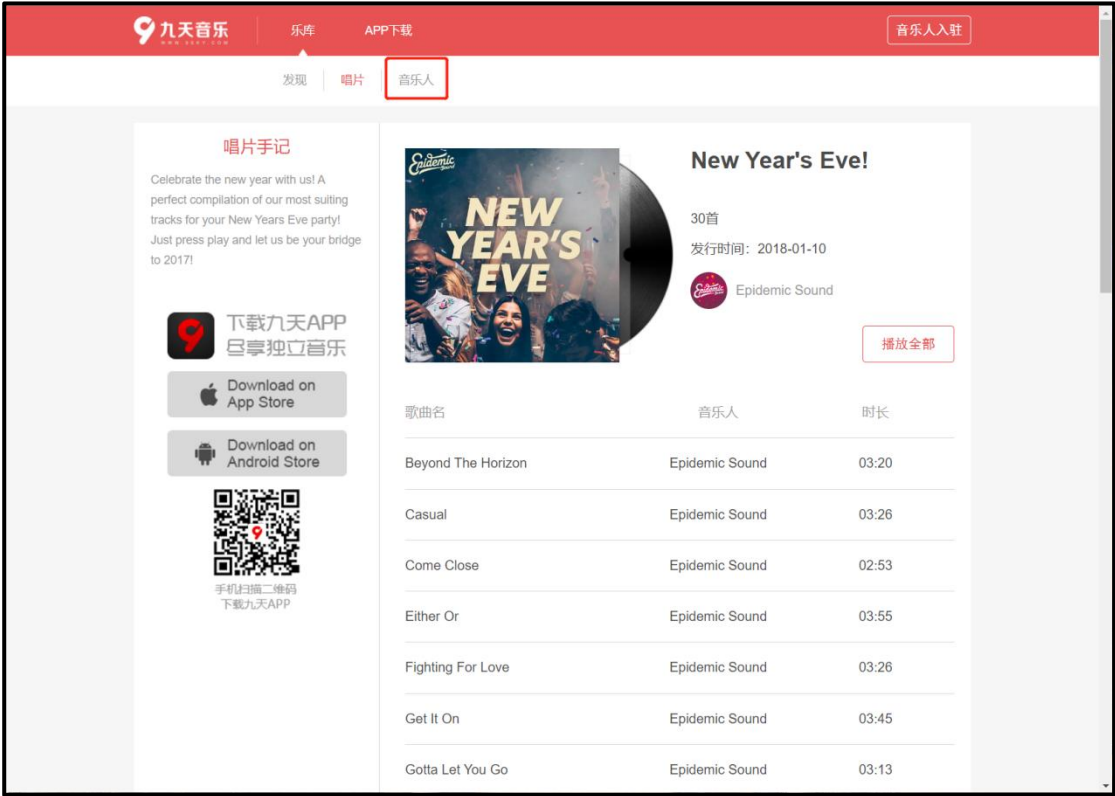 九天音乐
乐库
APP下载
音乐人入驻
发现
唱片
音乐人
唱片手记
Celebrate the new year with us! A
perfect compilation of our most suiting
tracks for your New Years Eve party!
Just press play and let us be your bridge
to 2017!
下载九天APP
尽享独立音乐
Download on
App Store
Download on
Android Store
手机扫描二维码
下载九天APP
Epidemic
Sound
NEW
YEAR'S
EVE
New Year's Eve!
30首
发行时间：2018-01-10
Epidemic
Epidemic Sound
播放全部
歌曲名 音乐人 时长
Beyond The Horizon Epidemic Sound 03:20
Casual Epidemic Sound 03:26
Come Close Epidemic Sound 02:53
Either Or Epidemic Sound 03:55
Fighting For Love Epidemic Sound 03:26
Get It On Epidemic Sound 03:45
Gotta Let You Go Epidemic Sound 03:13